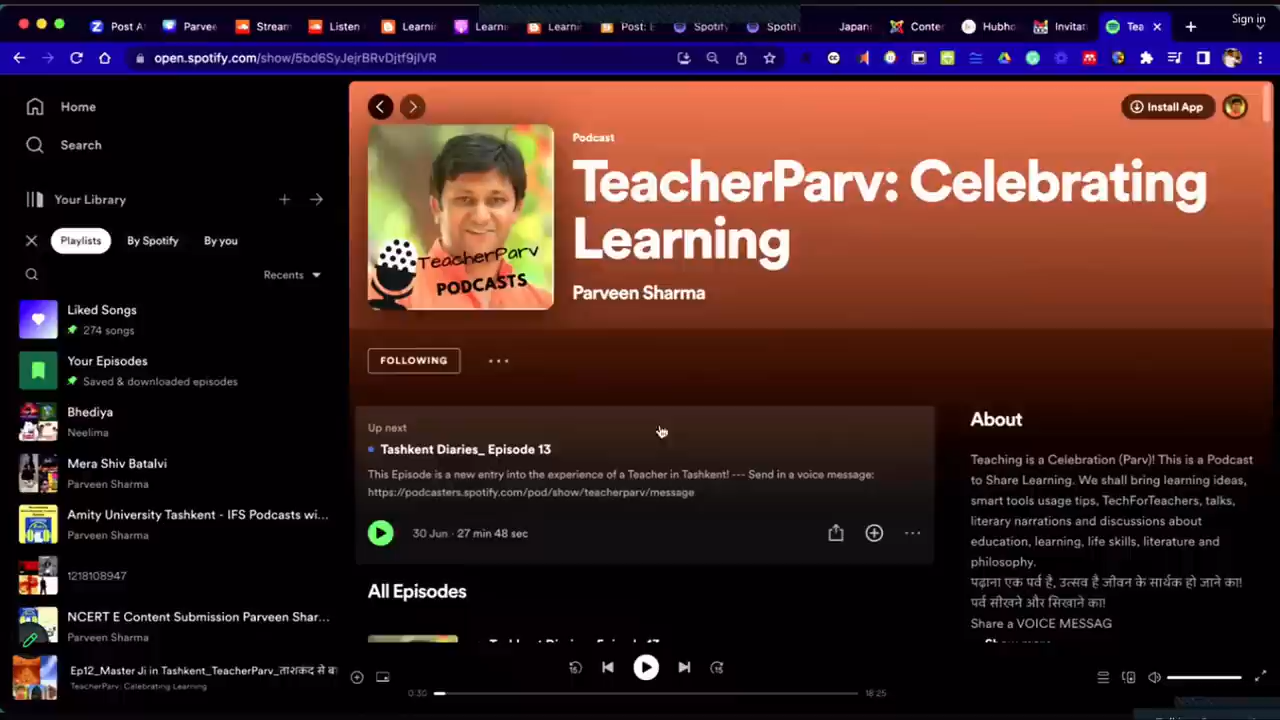 Post A
Parvee
Stream
Listen
Learnin
Learni
Learni
Post: E
Spotify
Spotif
Japan
Conter
Hubho
Invitat
Tea
Sign in
open.spotify.com/show/5bd6SyJejrBRvDjtf9jlVR
Home
Search
Install App
Podcast
TeacherParv: Celebrating
Learning
Parveen Sharma
TeacherParv
PODCASTS
Your Library
Playlists
By Spotify
By you
Recents
Liked Songs
274 songs
Your Episodes
Saved & downloaded episodes
Bhediya
Neelima
Mera Shiv Batalvi
Parveen Sharma
Amity University Tashkent - IFS Podcasts wi...
Parveen Sharma
1218108947
NCERT E Content Submission Parveen Shar...
Parveen Sharma
FOLLOWING
Up next
Tashkent Diaries_ Episode 13
This Episode is a new entry into the experience of a Teacher in Tashkent! --- Send in a voice message:
https://podcasters.spotify.com/pod/show/teacherparv/message
30 Jun · 27 min 48 sec
All Episodes
About
Teaching is a Celebration (Parv)! This is a Podcast
to Share Learning. We shall bring learning ideas,
smart tools usage tips, TechForTeachers, talks,
literary narrations and discussions about
education, learning, life skills, literature and
philosophy.
पढ़ाना एक पर्व है, उत्सव है जीवन के सार्थक हो जाने का!
पर्व सीखने और सिखाने का!
Share a VOICE MESSAG
Ep12_Master Ji in Tashkent_TeacherParv_ताशकंद से
TeacherParv: Celebrating Learning
0:30
18:25